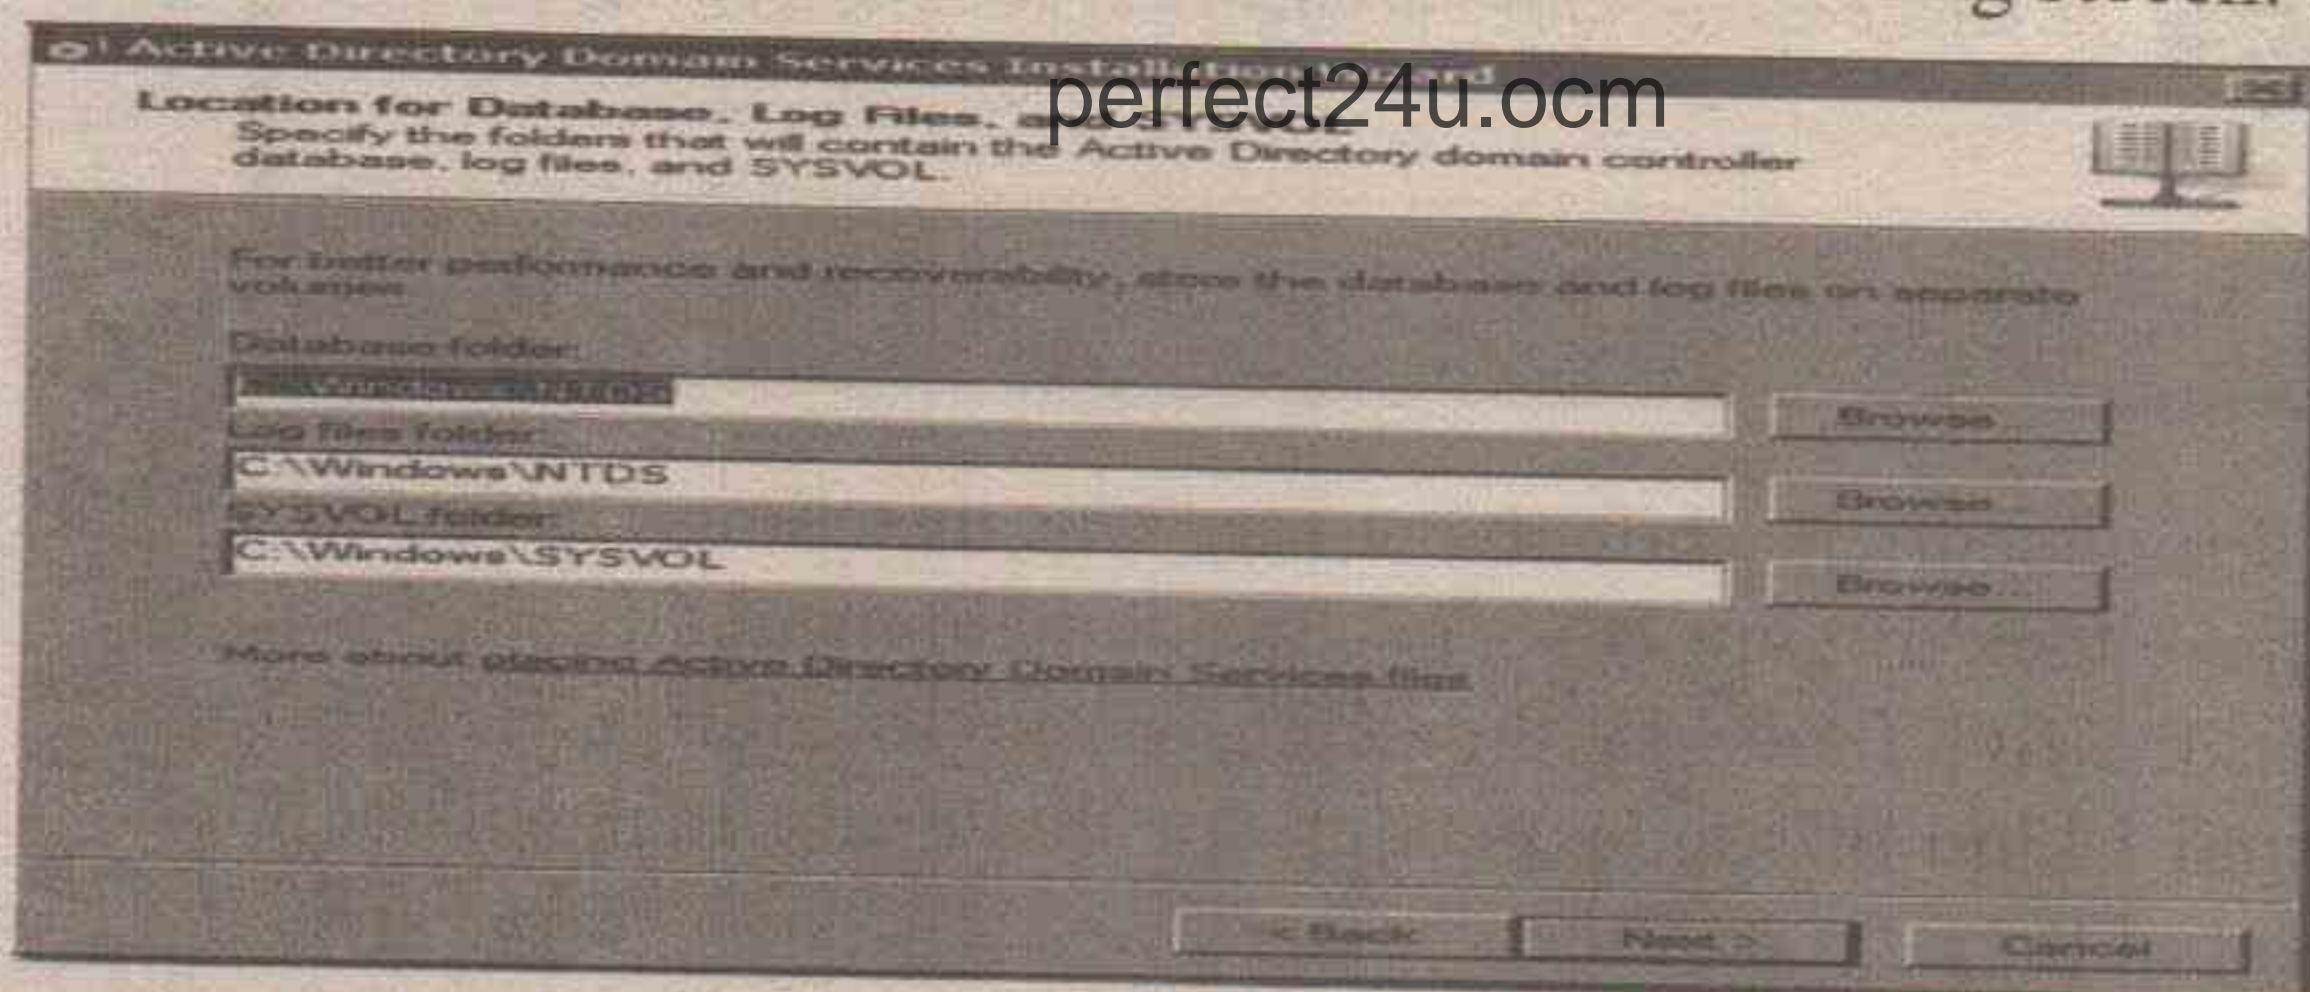 Active Directory Domain Services Installation Wizard
perfect24u.ocm
Location for Database, Log Files, and SYSVOL
Specify the folders that will contain the Active Directory domain controller
database, log files, and SYSVOL.
For better performance and recoverability, store the database and log files on separate
volumes
Database folder:
Windows\NTDS
Browse...
Log files folder:
C:\Windows\NTDS
Browse...
SYSVOL folder:
C:\Windows\SYSVOL
Browse...
More about placing Active Directory Domain Services files
< Back
Next >
Cancel